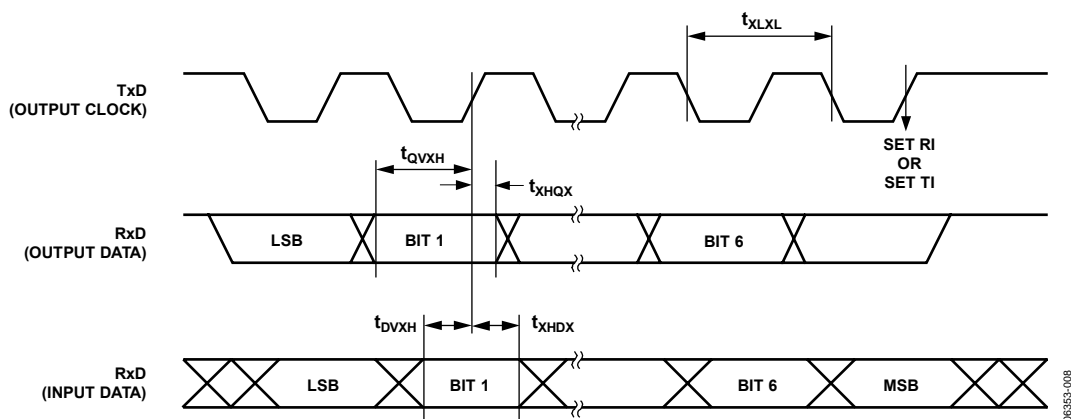 tXLXL
TxD
(OUTPUT CLOCK)
SET RI
OR
SET TI
tQVXH
tXHQX
RxD
(OUTPUT DATA)
LSB
BIT 1
BIT 6
tDVXH
tXHDX
RxD
(INPUT DATA)
LSB
BIT 1
BIT 6
MSB
06353-008